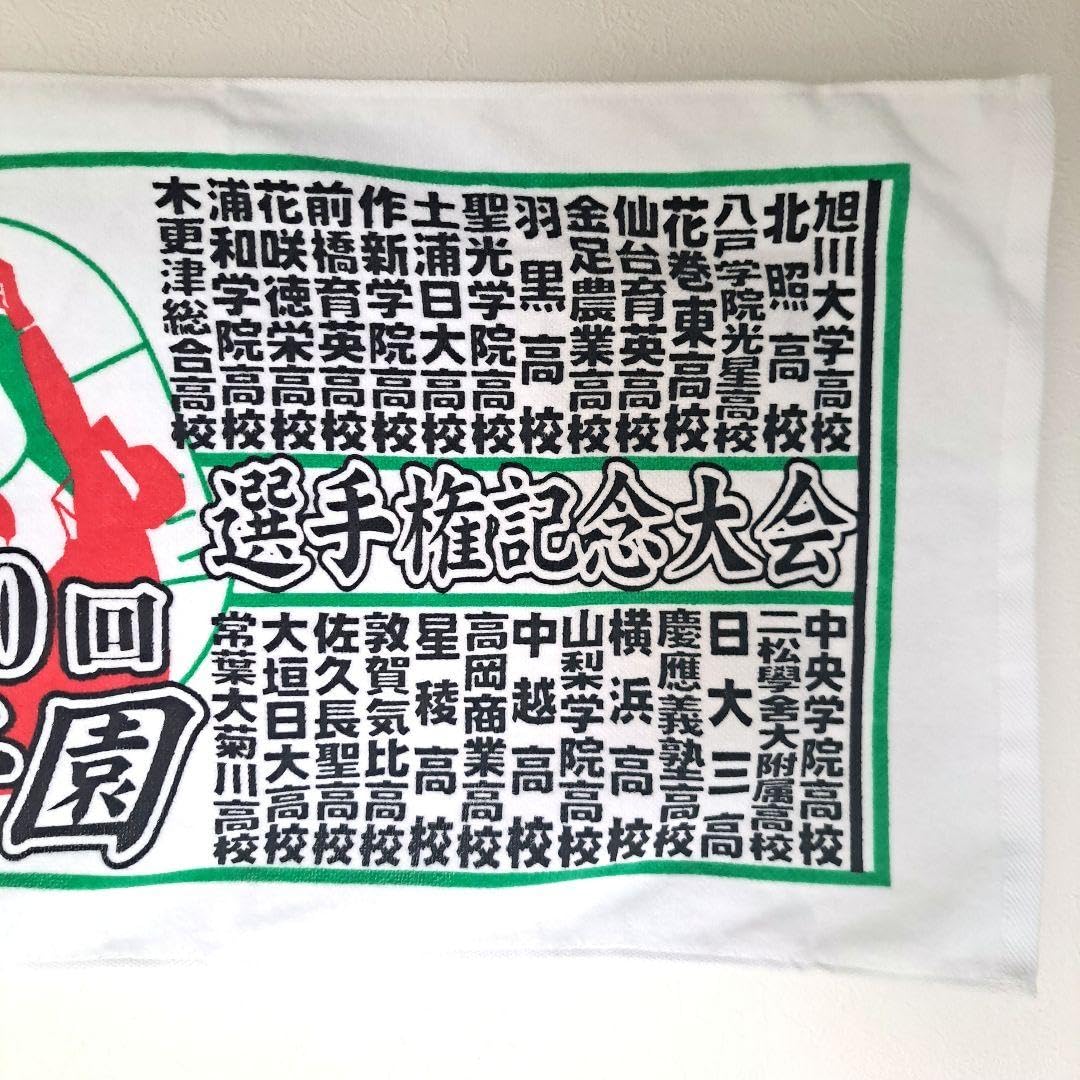 旭川大学高校
北照高校
八戸学院光星高校
花巻東高校
仙台育英高校
金足農業高校
羽黒高校
聖光学院高校
土浦日大高校
作新学院高校
前橋育英高校
花咲徳栄高校
浦和学院高校
木更津総合高校
選手権記念大会
中央学院高校
二松學舍大附属高校
日大三高
慶應義塾高校
横浜高校
山梨学院高校
中越高校
高岡商業高校
星稜高校
敦賀気比高校
佐久長聖高校
大垣日大高校
常葉大菊川高校
0回
園